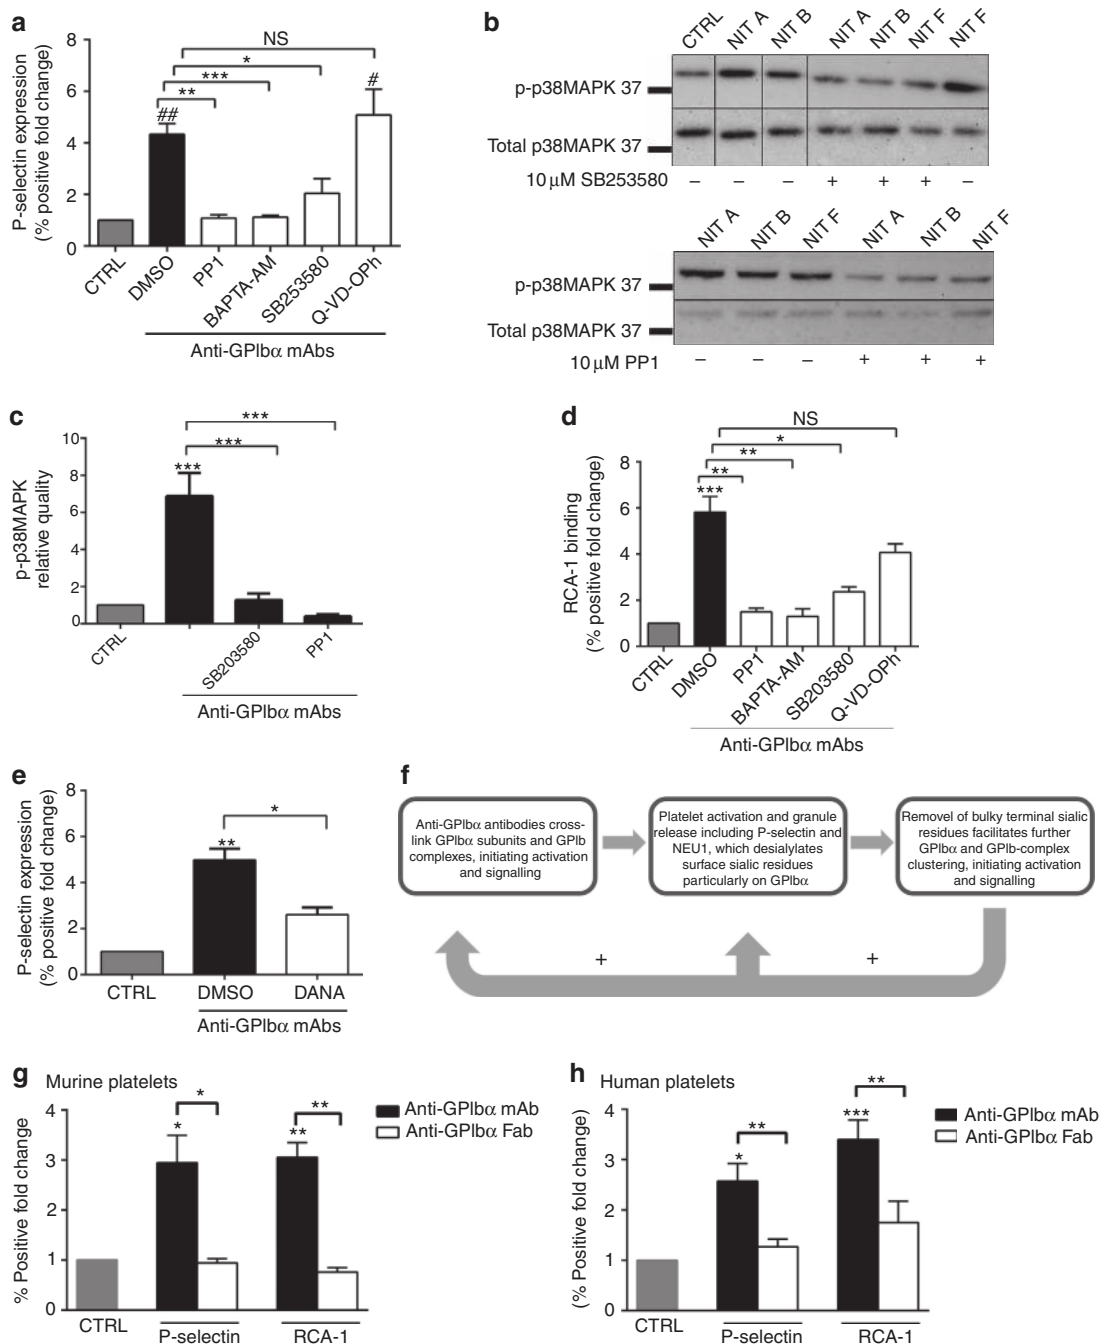 a
P-selectin expression
(% positive fold change)
8
6
4
2
0
NS
*
***
**
##
#
CTRL
DMSO
PP1
BAPTA-AM
SB253580
Q-VD-OPh
Anti-GPIbα mAbs
b
CTRL
NIT A
NIT B
NIT A
NIT B
NIT F
NIT F
p-p38MAPK 37
Total p38MAPK 37
10 μM SB253580
– – – + + + –
NIT A
NIT B
NIT F
NIT A
NIT B
NIT F
p-p38MAPK 37
Total p38MAPK 37
10 μM PP1
– – – + + +
c
p-p38MAPK
relative quality
10
8
6
4
2
0
***
***
***
CTRL
SB203580
PP1
Anti-GPIbα mAbs
d
RCA-1 binding
(% positive fold change)
8
6
4
2
0
NS
*
**
**
***
CTRL
DMSO
PP1
BAPTA-AM
SB203580
Q-VD-OPh
Anti-GPIbα mAbs
e
P-selectin expression
(% positive fold change)
8
6
4
2
0
*
**
CTRL
DMSO
DANA
Anti-GPIbα mAbs
f
Anti-GPIbα antibodies cross-
link GPIbα subunits and GPIb
complexes, initiating activation
and signalling
Platelet activation and granule
release including P-selectin and
NEU1, which desialylates
surface sialic residues
particularly on GPIbα
Removel of bulky terminal sialic
residues facilitates further
GPIbα and GPIb-complex
clustering, initiating activation
and signalling
+ +
g
Murine platelets
% Positive fold change
4
3
2
1
0
*
*
**
**
Anti-GPIbα mAb
Anti-GPIbα Fab
CTRL
P-selectin
RCA-1
h
Human platelets
(% Positive fold change)
4
3
2
1
0
**
*
**
***
Anti-GPIbα mAb
Anti-GPIbα Fab
CTRL
P-selectin
RCA-1